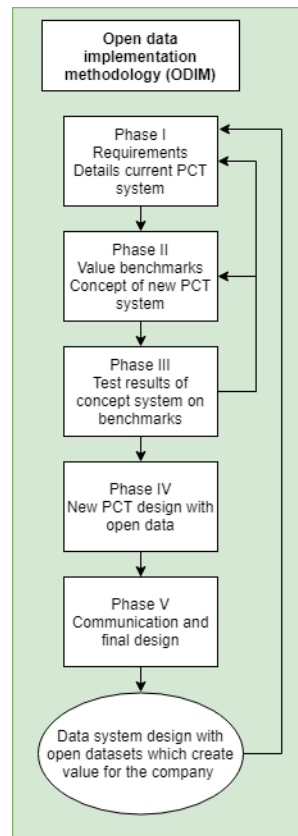 Open data
implementation
methodology (ODIM)
Phase I
Requirements
Details current PCT
system
Phase II
Value benchmarks
Concept of new PCT
system
Phase III
Test results of
concept system on
benchmarks
Phase IV
New PCT design with
open data
Phase V
Communication and
final design
Data system design with
open datasets which create
value for the company